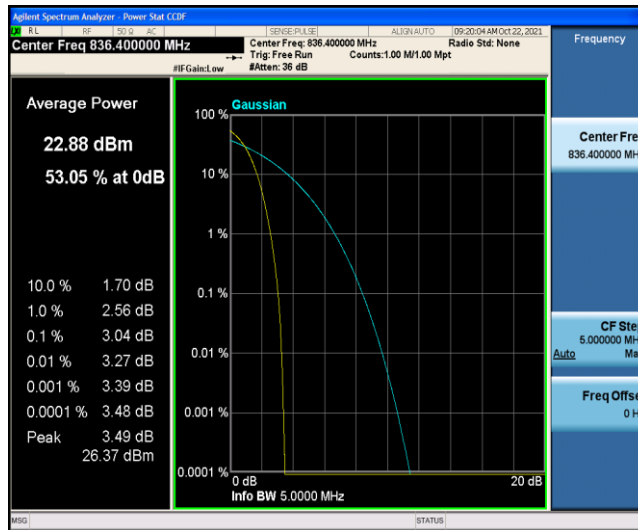 Agilent Spectrum Analyzer - Power Stat CCDF
RL RF 50 Ω AC SENSE:PULSE ALIGNAUTO 09:20:04 AM Oct 22, 2021
Center Freq 836.400000 MHz
Center Freq: 836.400000 MHz Radio Std: None
Trig: Free Run Counts:1.00 M/1.00 Mpt
#IFGain:Low #Atten: 36 dB
Frequency
Average Power
22.88 dBm
53.05 % at 0dB
10.0 % 1.70 dB
1.0 % 2.56 dB
0.1 % 3.04 dB
0.01 % 3.27 dB
0.001 % 3.39 dB
0.0001 % 3.48 dB
Peak 3.49 dB
26.37 dBm
Gaussian
100 %
10 %
1 %
0.1 %
0.01 %
0.001 %
0.0001 %
0 dB 20 dB
Info BW 5.0000 MHz
Center Fre
836.400000 MH
CF Ste
5.000000 MH
Auto Ma
Freq Offse
0 H
MSG STATUS